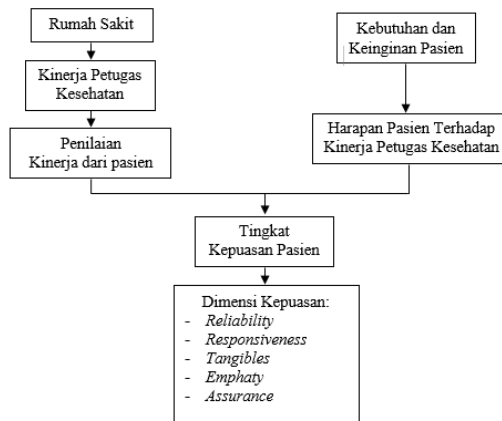 Rumah Sakit
Kebutuhan dan
Keinginan Pasien
Kinerja Petugas
Kesehatan
Penilaian
Kinerja dari pasien
Harapan Pasien Terhadap
Kinerja Petugas Kesehatan
Tingkat
Kepuasan Pasien
Dimensi Kepuasan:
- Reliability
- Responsiveness
- Tangibles
- Emphaty
- Assurance